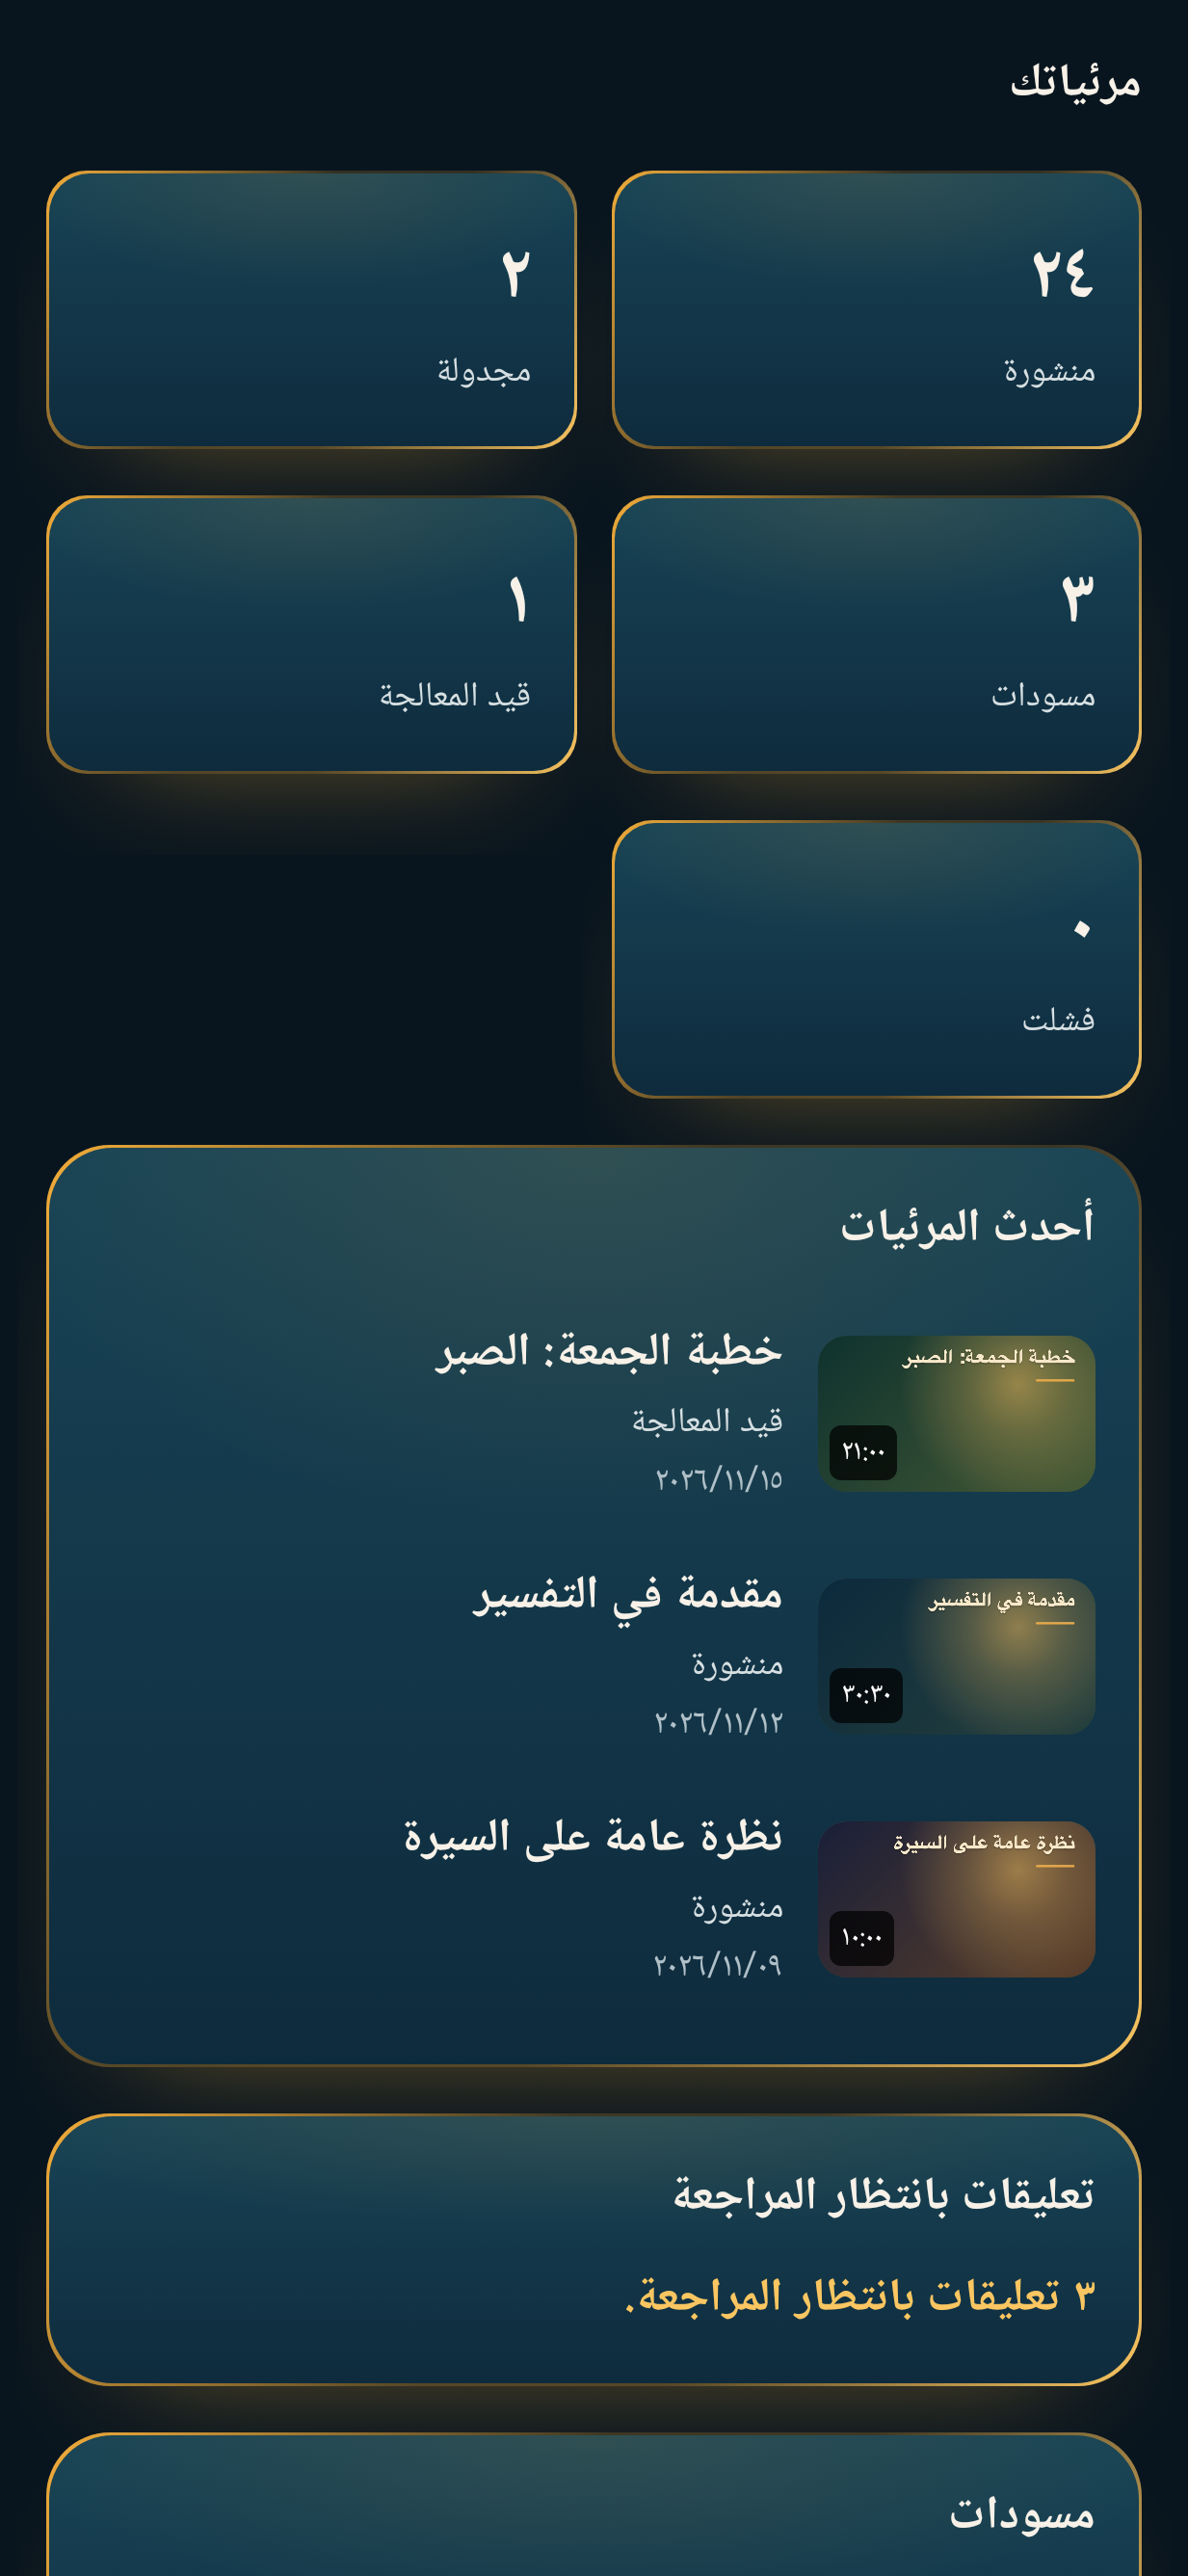 مرئياتك
٢٤
منشورة
٢
مجدولة
٣
مسودات
١
قيد المعالجة
٠
فشلت
أحدث المرئيات
خطبة الجمعة: الصبر
٢١:٠٠
خطبة الجمعة: الصبر
قيد المعالجة
٢٠٢٦/١١/١٥
مقدمة في التفسير
٣٠:٣٠
مقدمة في التفسير
منشورة
٢٠٢٦/١١/١٢
نظرة عامة على السيرة
١٠:٠٠
نظرة عامة على السيرة
منشورة
٢٠٢٦/١١/٠٩
تعليقات بانتظار المراجعة
٣ تعليقات بانتظار المراجعة.
مسودات